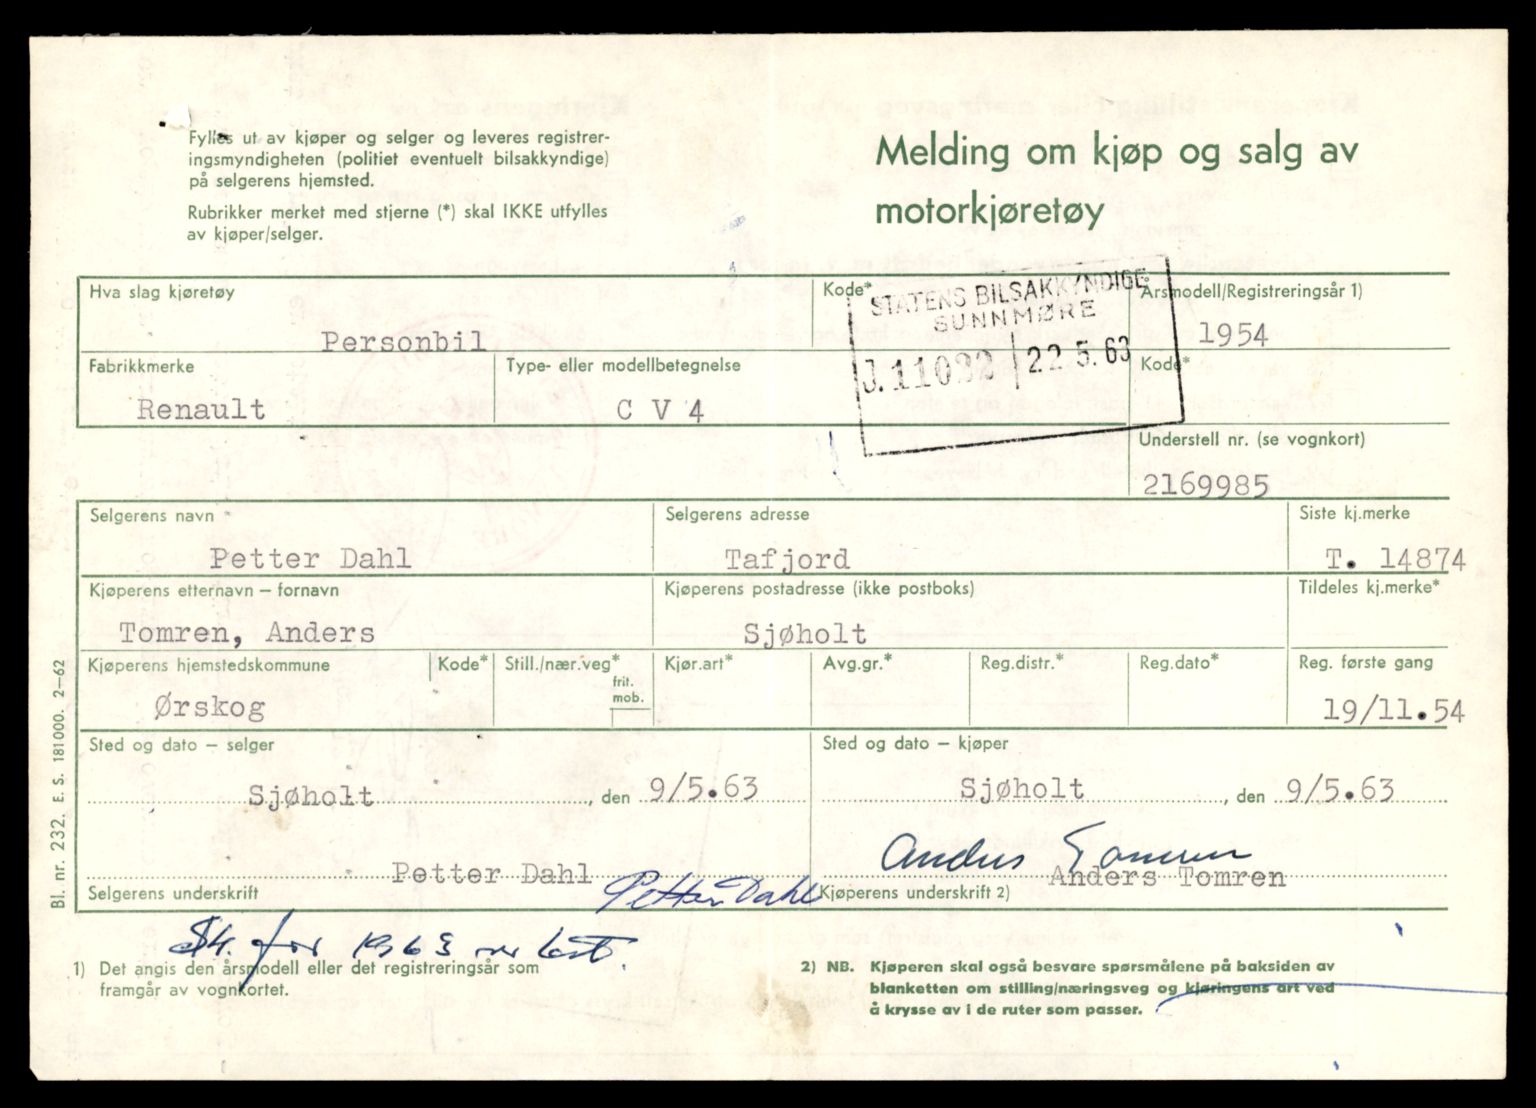 Fylles ut av kjøper og selger og leveres registrer-
ingsmyndigheten (politiet eventuelt bilsakkyndige)
på selgerens hjemsted.
Rubrikker merket med stjerne (*) skal IKKE utfylles
av kjøper/selger.
Melding om kjøp og salg av
motorkjøretøy
Hva slag kjøretøy
Personbil
Kode*
Årsmodell/Registreringsår 1)
1954
STATENS BILSAKKYNDIGE
SUNNMØRE
J. 11092 22. 5. 63
Fabrikkmerke
Renault
Type- eller modellbetegnelse
C V 4
Kode*
Understell nr. (se vognkort)
2169985
Selgerens navn
Petter Dahl
Selgerens adresse
Tafjord
Siste kj.merke
T. 14874
Kjøperens etternavn – fornavn
Tomren, Anders
Kjøperens postadresse (ikke postboks)
Sjøholt
Tildeles kj.merke*
Kjøperens hjemstedskommune
Ørskog
Kode*
Still./nær.veg*
frit.
mob.
Kjør.art*
Avg.gr.*
Reg.distr.*
Reg.dato*
Reg. første gang
19/11.54
Sted og dato – selger
Sjøholt, den 9/5.63
Sted og dato – kjøper
Sjøholt, den 9/5.63
Petter Dahl
Petter Dahl
Selgerens underskrift
Anders Tomren
Anders Tomren
Kjøperens underskrift 2)
for 1963 er
1) Det angis den årsmodell eller det registreringsår som
framgår av vognkortet.
2) NB. Kjøperen skal også besvare spørsmålene på baksiden av
blanketten om stilling/næringsveg og kjøringens art ved
å krysse av i de ruter som passer.
Bl. nr. 232. E. S. 181000. 2–62